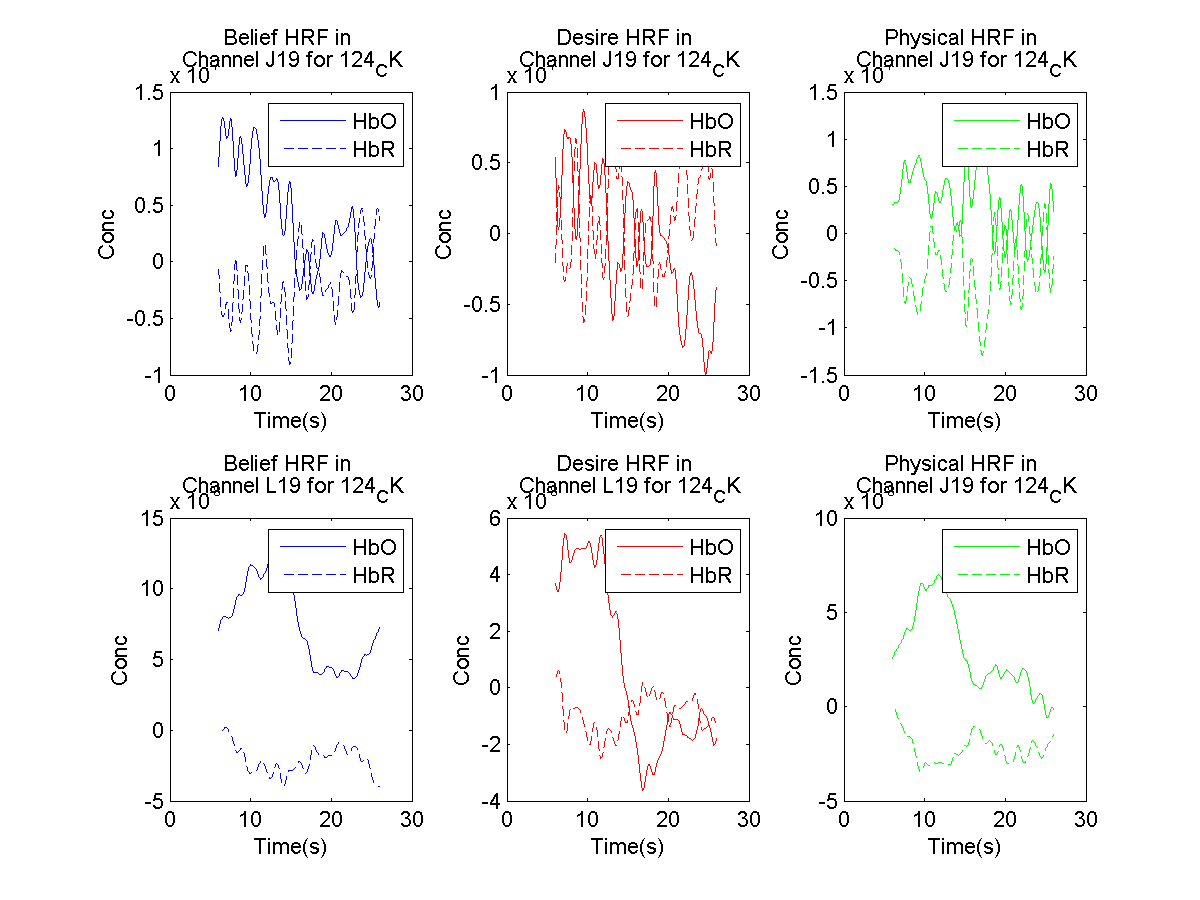 Belief HRF in
Channel J19 for 124CK
x 10
1.5
1
0.5
0
-0.5
-1
Conc
HbO
HbR
0 10 20 30
Time(s)
Desire HRF in
Channel J19 for 124CK
1
0.5
0
-0.5
-1
Conc
HbO
HbR
0 10 20 30
Time(s)
Physical HRF in
Channel J19 for 124CK
x 10
1.5
1
0.5
0
-0.5
-1
-1.5
Conc
HbO
HbR
0 10 20 30
Time(s)
Belief HRF in
Channel L19 for 124CK
x 10
15
10
5
0
-5
Conc
HbO
HbR
0 10 20 30
Time(s)
Desire HRF in
Channel L19 for 124CK
x 10
6
4
2
0
-2
-4
Conc
HbO
HbR
0 10 20 30
Time(s)
Physical HRF in
Channel J19 for 124CK
x 10
10
5
0
-5
Conc
HbO
HbR
0 10 20 30
Time(s)